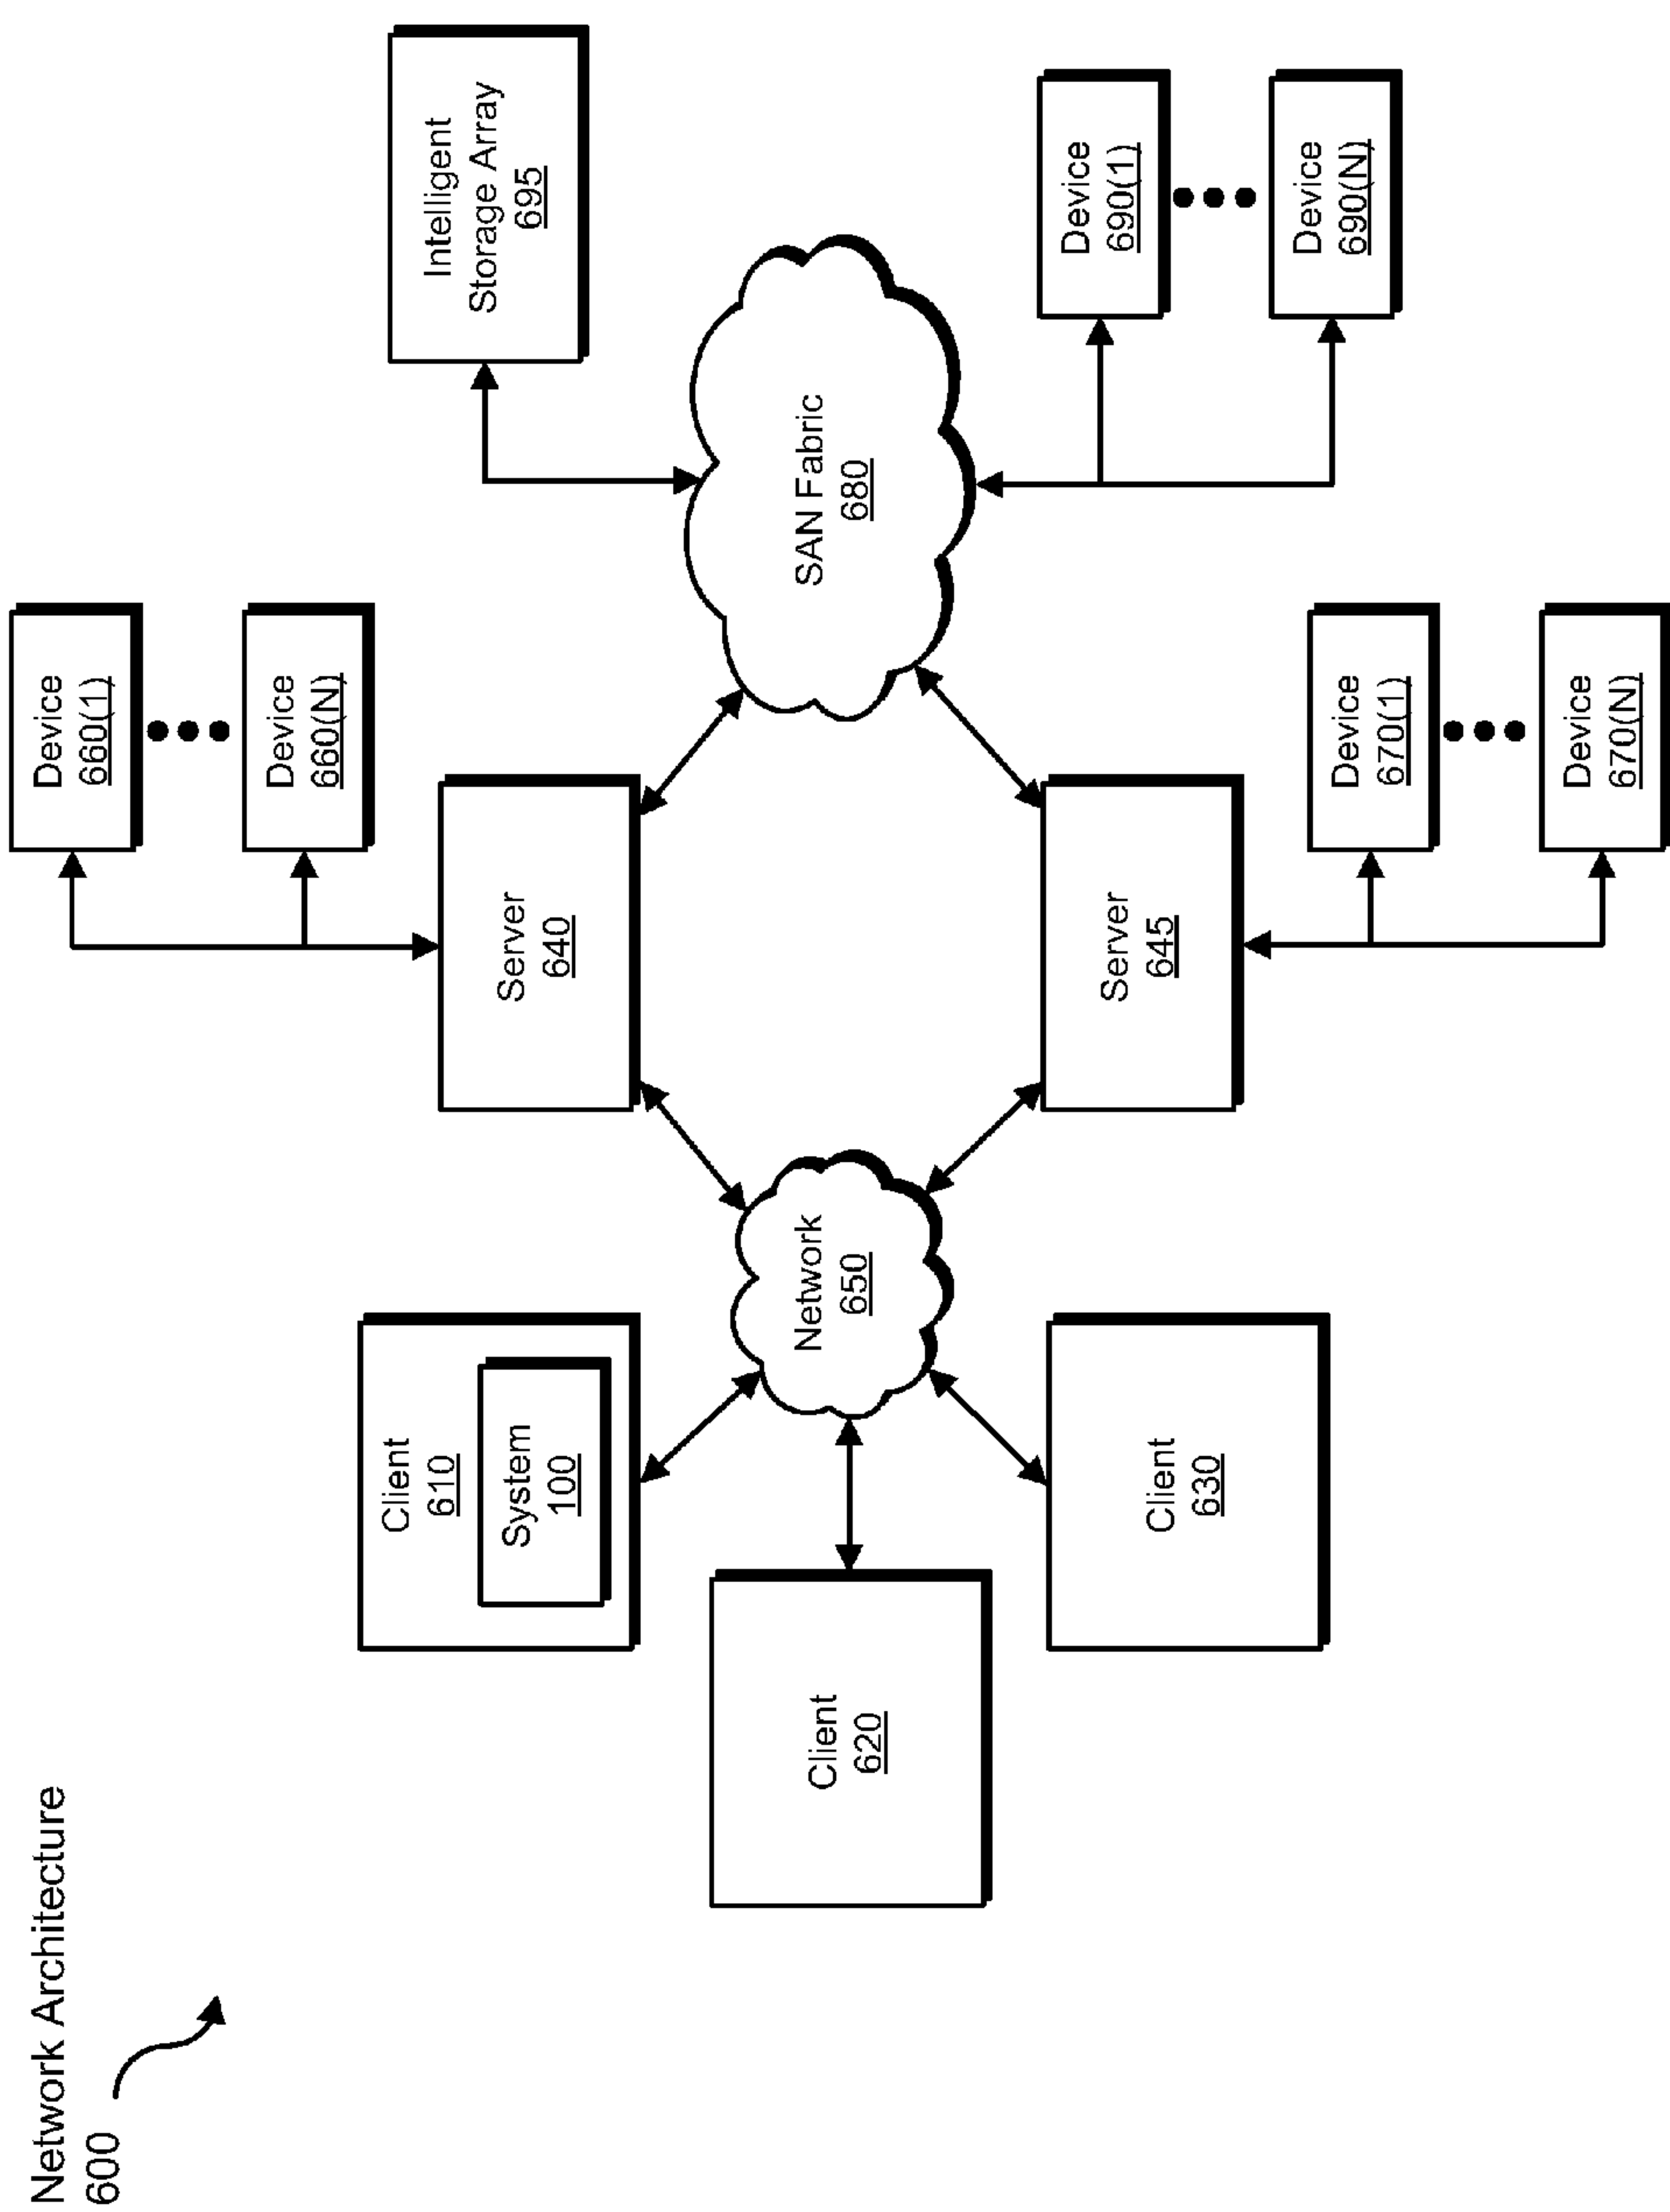 Network Architecture
600
Device
660(1)
Device
660(N)
Intelligent
Storage Array
695
Client
610
System
100
Server
640
Client
620
Network
650
SAN Fabric
680
Client
630
Server
645
Device
690(1)
Device
690(N)
Device
670(1)
Device
670(N)